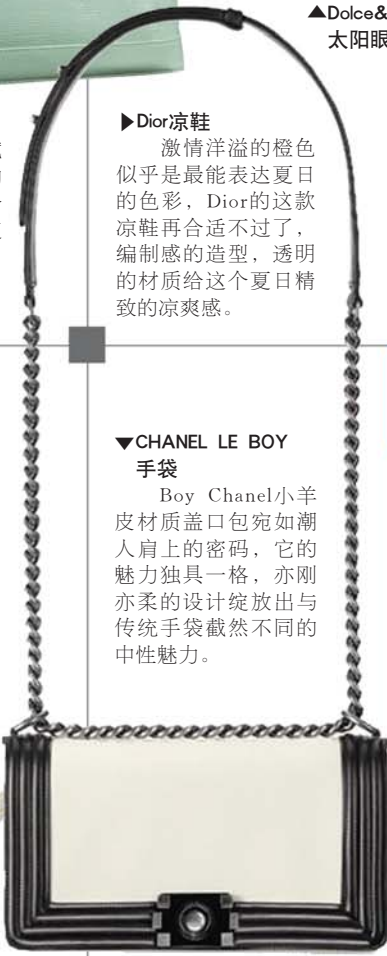 ▲Dolce&
太阳眼
▶Dior凉鞋
激情洋溢的橙色
似乎是最能表达夏日
的色彩，Dior的这款
凉鞋再合适不过了，
编制感的造型，透明
的材质给这个夏日精
致的凉爽感。
▼CHANEL LE BOY
手袋
Boy Chanel小羊
皮材质盖口包宛如潮
人肩上的密码，它的
魅力独具一格，亦刚
亦柔的设计绽放出与
传统手袋截然不同的
中性魅力。